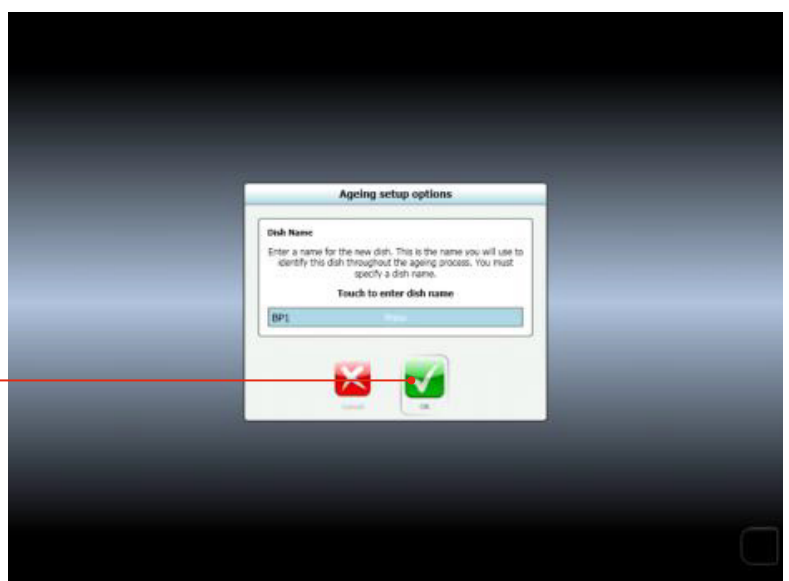 Ageing setup options
Dish Name
Enter a name for the new dish. This is the name you will use to
identify this dish throughout the ageing process. You must
specify a dish name.
Touch to enter dish name
BP1
OK